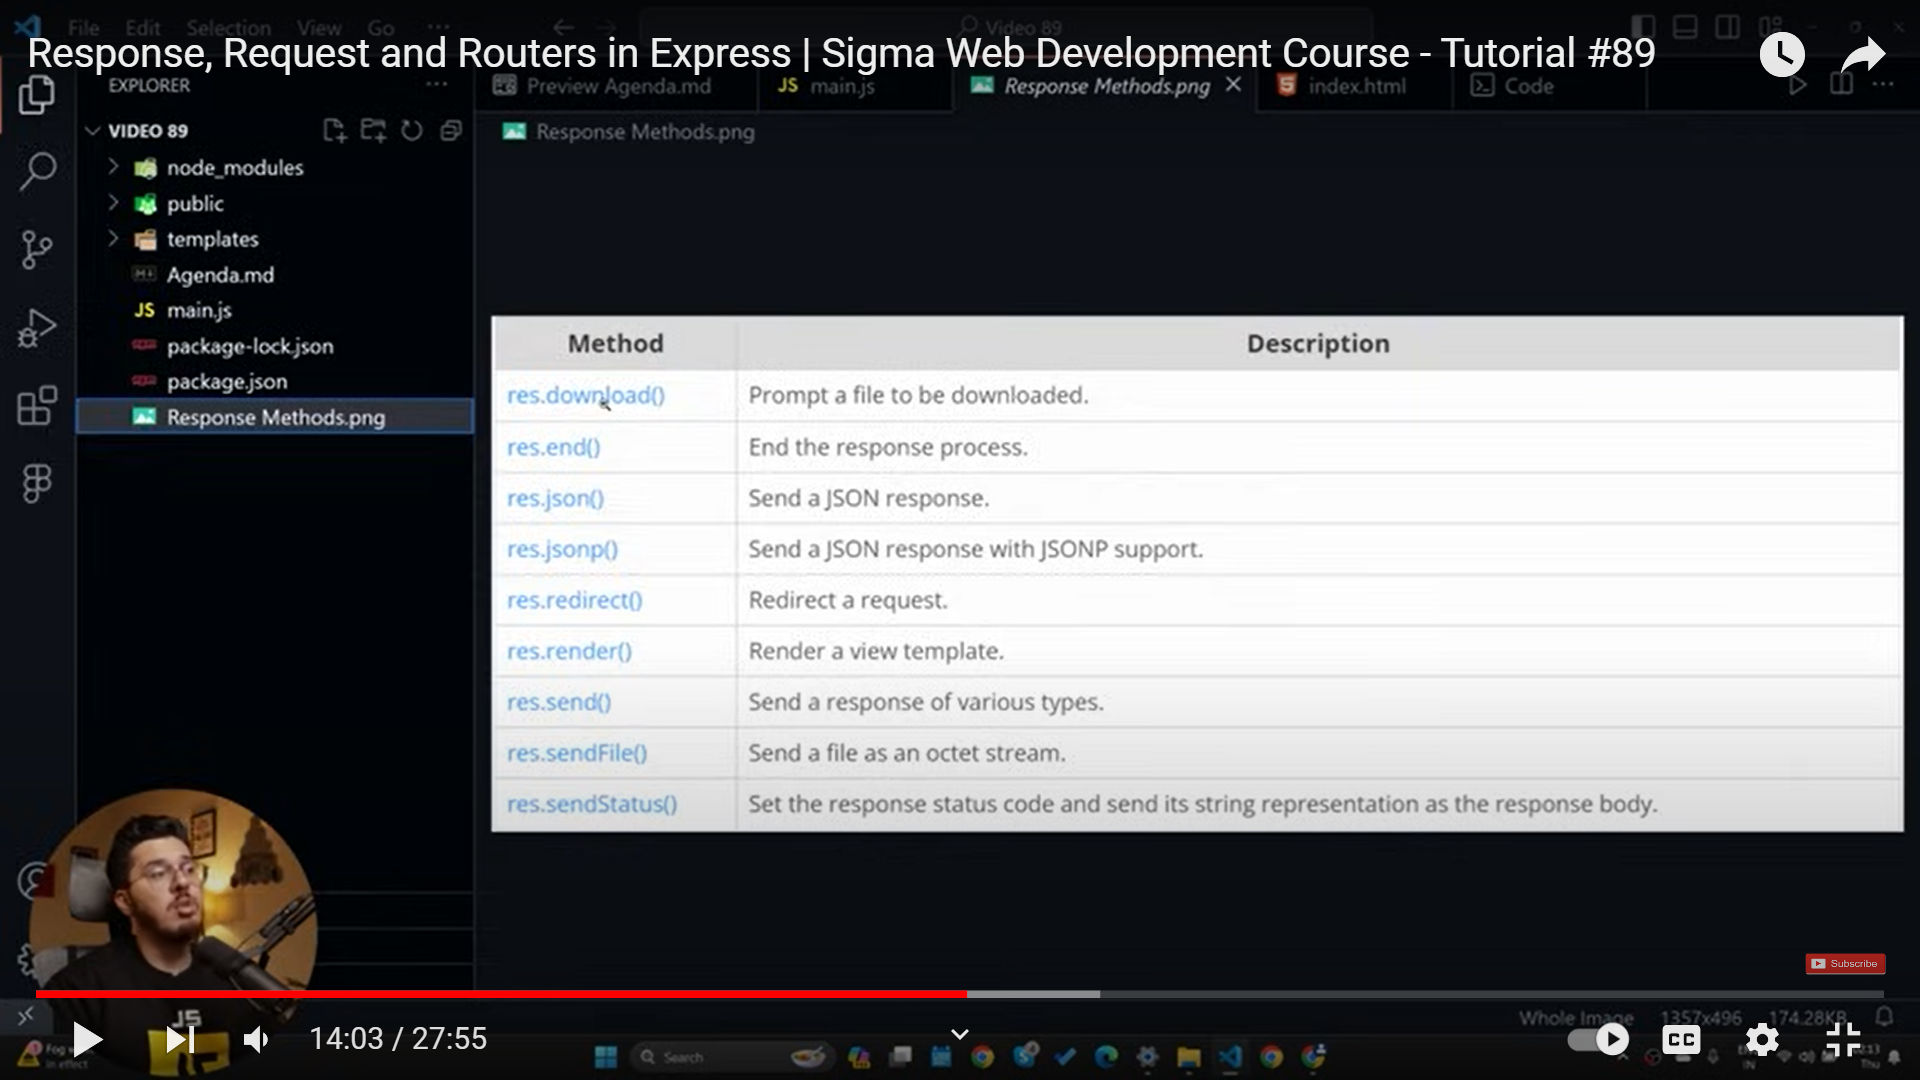 File Edit Selection View Go
Video 89
Response, Request and Routers in Express | Sigma Web Development Course - Tutorial #89
EXPLORER
Preview Agenda.md
JS main.js
Response Methods.png
index.html
Code
VIDEO 89
Response Methods.png
node_modules
public
templates
Agenda.md
JS main.js
package-lock.json
package.json
Response Methods.png
Method Description
res.download() Prompt a file to be downloaded.
res.end() End the response process.
res.json() Send a JSON response.
res.jsonp() Send a JSON response with JSONP support.
res.redirect() Redirect a request.
res.render() Render a view template.
res.send() Send a response of various types.
res.sendFile() Send a file as an octet stream.
res.sendStatus() Set the response status code and send its string representation as the response body.
Subscribe
JS
Whole Image 1357x496 174.28KB
14:03 / 27:55
CC
Search
in effect